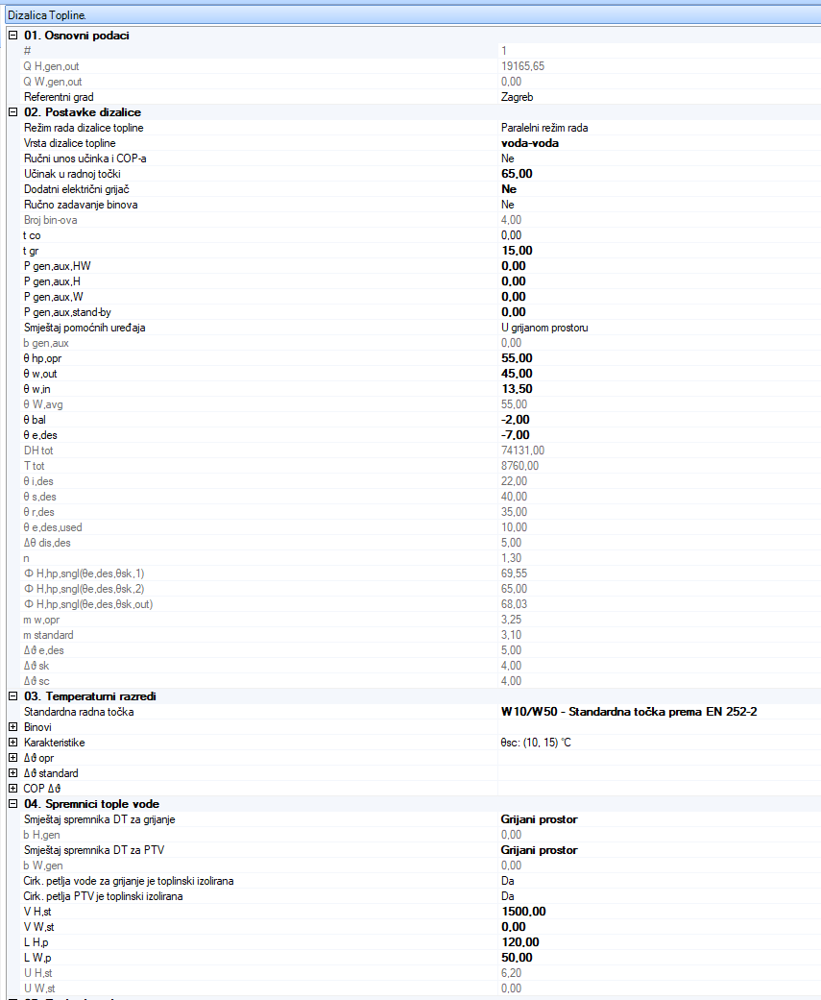 Dizalica Topline.
01. Osnovni podaci
# 1
Q H,gen,out 19165,65
Q W,gen,out 0,00
Referentni grad Zagreb
02. Postavke dizalice
Režim rada dizalice topline Paralelni režim rada
Vrsta dizalice topline voda-voda
Ručni unos učinka i COP-a Ne
Učinak u radnoj točki 65,00
Dodatni električni grijač Ne
Ručno zadavanje binova Ne
Broj bin-ova 4,00
t co 0,00
t gr 15,00
P gen,aux,HW 0,00
P gen,aux,H 0,00
P gen,aux,W 0,00
P gen,aux,stand-by 0,00
Smještaj pomoćnih uređaja U grijanom prostoru
b gen,aux 0,00
θ hp,opr 55,00
θ w,out 45,00
θ w,in 13,50
θ W,avg 55,00
θ bal -2,00
θ e,des -7,00
DH tot 74131,00
T tot 8760,00
θ i,des 22,00
θ s,des 40,00
θ r,des 35,00
θ e,des,used 10,00
Δθ dis,des 5,00
n 1,30
Φ H,hp,sngl(θe,des,θsk,1) 69,55
Φ H,hp,sngl(θe,des,θsk,2) 65,00
Φ H,hp,sngl(θe,des,θsk,out) 68,03
m w,opr 3,25
m standard 3,10
Δϑ e,des 5,00
Δϑ sk 4,00
Δϑ sc 4,00
03. Temperaturni razredi
Standardna radna točka W10/W50 - Standardna točka prema EN 252-2
Binovi
Karakteristike θsc: (10, 15) °C
Δϑ opr
Δϑ standard
COP Δϑ
04. Spremnici tople vode
Smještaj spremnika DT za grijanje Grijani prostor
b H,gen 0,00
Smještaj spremnika DT za PTV Grijani prostor
b W,gen 0,00
Cirk. petlja vode za grijanje je toplinski izolirana Da
Cirk. petlja PTV je toplinski izolirana Da
V H,st 1500,00
V W,st 0,00
L H,p 120,00
L W,p 50,00
U H,st 6,20
U W,st 0,00